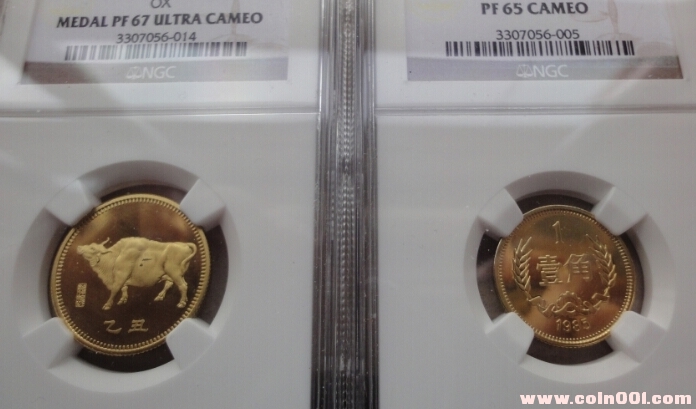 OX
MEDAL PF 67 ULTRA CAMEO
3307056-014
NGC
PF 65 CAMEO
3307056-005
NGC
乙丑
1
壹角
1985
www.coin001.com